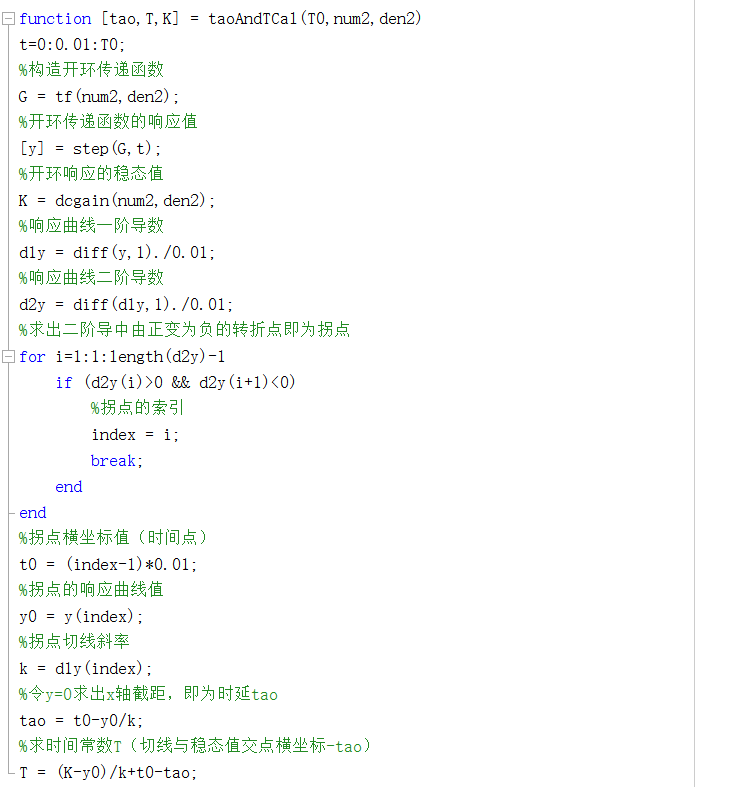 function [tao,T,K] = taoAndTCal(T0,num2,den2)
t=0:0.01:T0;
%构造开环传递函数
G = tf(num2,den2);
%开环传递函数的响应值
[y] = step(G,t);
%开环响应的稳态值
K = dcgain(num2,den2);
%响应曲线一阶导数
d1y = diff(y,1)./0.01;
%响应曲线二阶导数
d2y = diff(d1y,1)./0.01;
%求出二阶导中由正变为负的转折点即为拐点
for i=1:1:length(d2y)-1
    if (d2y(i)>0 && d2y(i+1)<0)
        %拐点的索引
        index = i;
        break;
    end
end
%拐点横坐标值（时间点）
t0 = (index-1)*0.01;
%拐点的响应曲线值
y0 = y(index);
%拐点切线斜率
k = d1y(index);
%令y=0求出x轴截距，即为时延tao
tao = t0-y0/k;
%求时间常数T（切线与稳态值交点横坐标-tao）
T = (K-y0)/k+t0-tao;